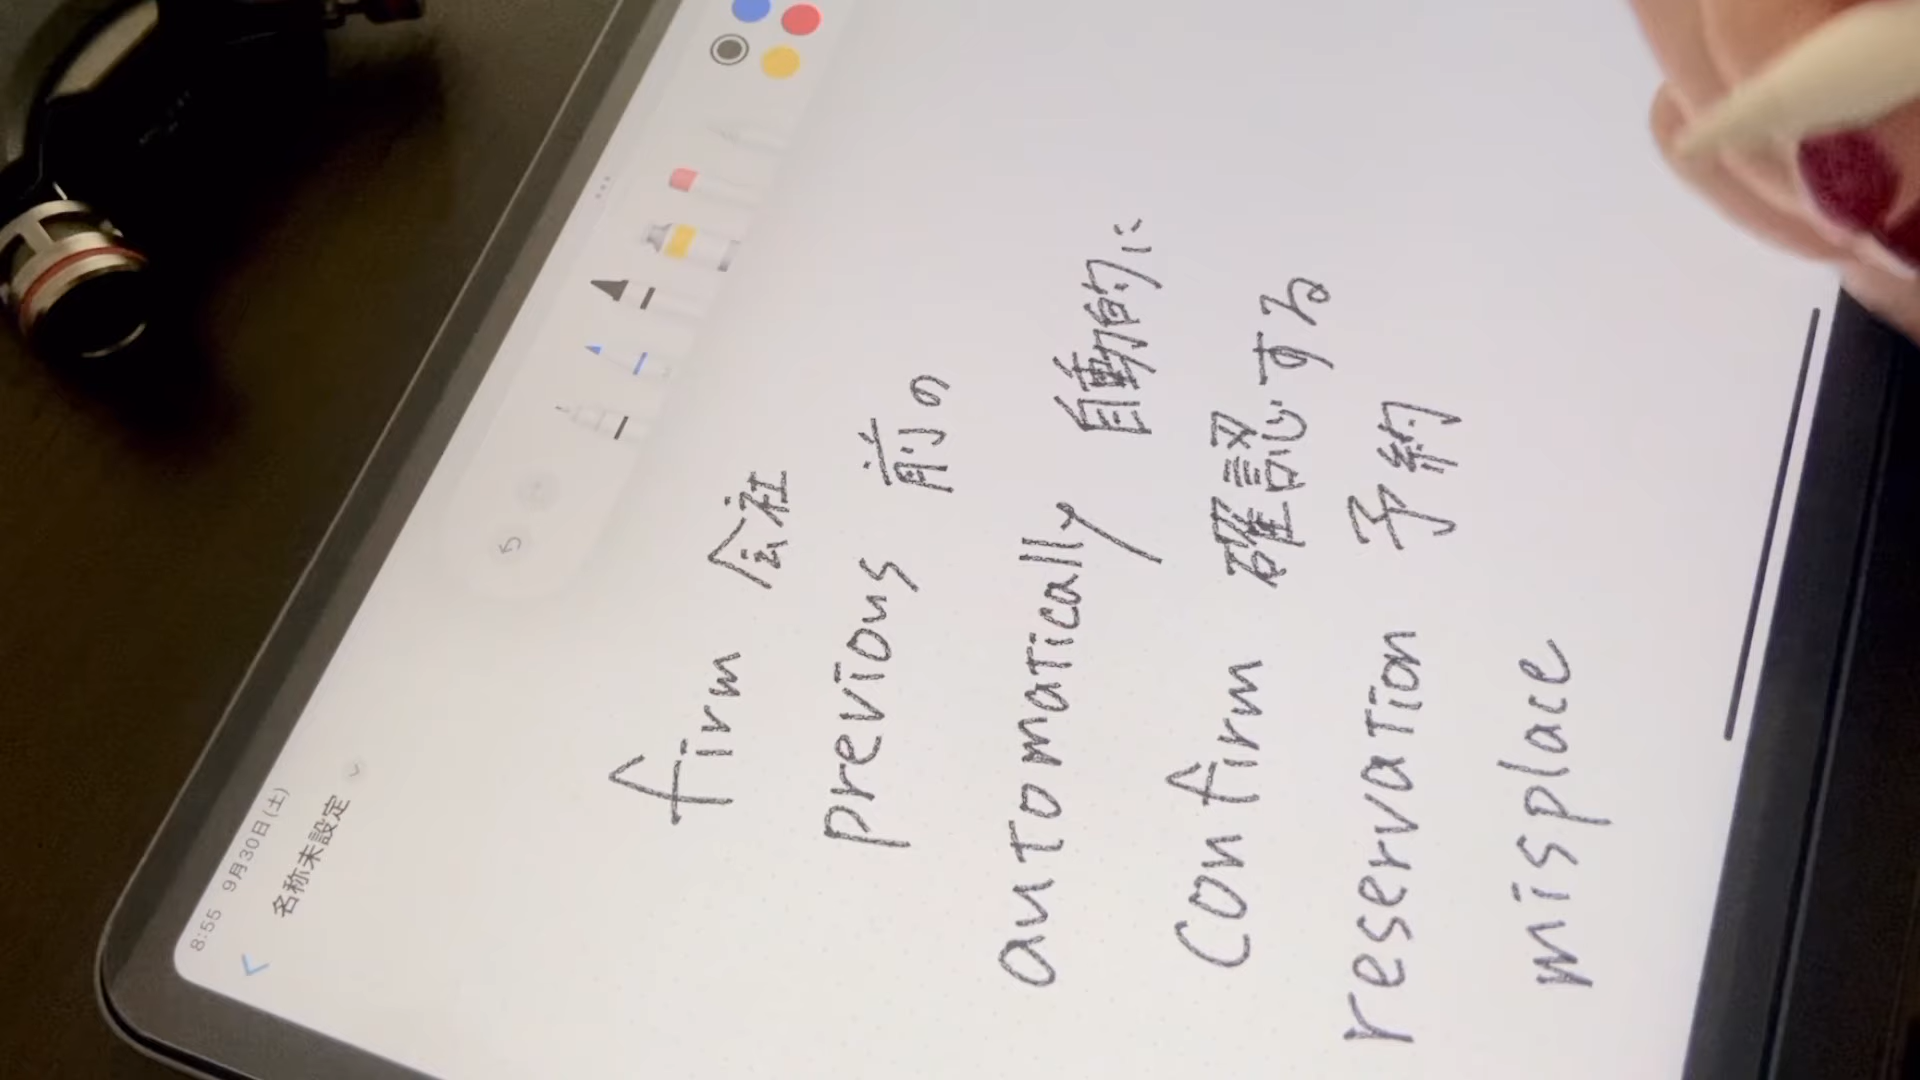 8:55 9月30日(土)
名称未設定
firm 会社
previous 前の
automatically 自動的に
confirm 確認する
reservation 予約
misplace